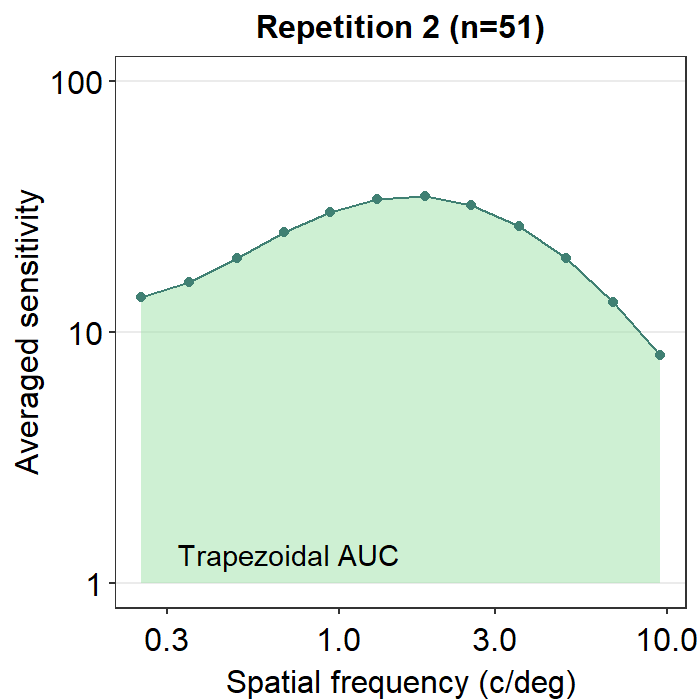 Repetition 2 (n=51)
100
10
1
Averaged sensitivity
Trapezoidal AUC
0.3 1.0 3.0 10.0
Spatial frequency (c/deg)